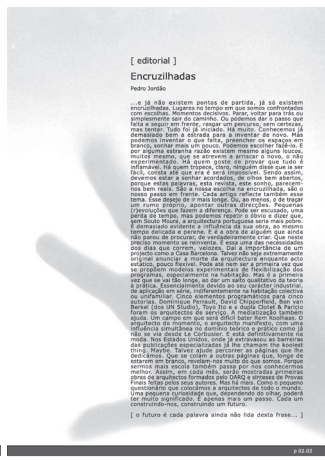 [ editorial ]
Encruzilhadas
Pedro Jordão
...e já não existem pontos de partida, já só existem
encruzilhadas. Lugares no tempo em que somos confrontados
com escolhas. Momentos decisivos. Parar, voltar para trás ou
simplesmente sair do caminho. Ou podemos dar o passo que
falta e seguir em frente, rasgar um percurso, sem certezas,
mas tentar. Tudo foi já iniciado. Há muito. Conhecemos já
demasiado bem a estrada para a inventar de novo. Mas
podemos inventar o que falta, preencher os espaços em
branco, sonhar mais um pouco. Podemos escolher fazê-lo. E
por alguma estranha razão existem mesmo alguns loucos,
muitos mesmo, que se atrevem a arriscar o novo, o não
experimentado. Há quem goste de provar que tudo é
inflamável. Há quem tropece, claro, ninguém disse que ia ser
fácil, consta até que era é ser impossível. Sendo assim,
devemos estar a sonhar acordados, de olhos bem abertos,
porque estas palavras, esta revista, este sonho, parecem-
nos bem reais. São a nossa escolha na encruzilhada, são o
nosso passo em frente. Cada artigo reflecte também esse
tema. Esse desejo de ir mais longe. Ou, ao menos, o de traçar
um rumo próprio, apontar outras direcções. Pequenas
(r)evoluções que fazem a diferença. Pode ser escusado, uma
perda de tempo, mas podemos repetir o óbvio e dizer que,
sem Souto Moura, a arquitectura portuguesa seria mais pobre.
É demasiado evidente a influência da sua obra, ao mesmo
tempo delicada e perene. E é a obra de alguém que ainda
não parou de procurar, de verdadeiramente criar. Que neste
preciso momento se reinventa. É essa uma das necessidades
dos dias que correm, velozes. Daí a importância de um
projecto como a Casa Barcelona. Talvez não seja extremamente
original anunciar a morte da arquitectura enquanto acto
estático, pouco flexível. Pode até nem ser a primeira vez que
se propõem modelos experimentais de flexibilização dos
programas, especialmente na habitação. Mas é a primeira
vez que se vai tão longe, ao dar um salto qualitativo da teoria
à prática. Essencialmente devido ao seu carácter industrial,
de aplicação em série, indiferentemente na habitação colectiva
ou unifamiliar. Cinco elementos programáticos para cinco
autorias. Dominique Perrault, David Chipperfield, Ben van
Berkel (dos UN Studio), Toyo Ito e a dupla Clotet & Paricio
foram os arquitectos de serviço. A mediatização também
ajuda. Um campo em que será difícil bater Rem Koolhaas. O
arquitecto do momento, o arquitecto manifesto, com uma
influência simultânea no domínio teórico e prático como já
não se via desde Le Corbusier. E está definitivamente na
moda. Nos Estados Unidos, onde já extravasou as barreiras
das publicações especializadas já lhe chamam the koolest
thing. Maybe. Talvez ajude percorrer as páginas que lhe
dedicámos. Que se colam a outras páginas que, longe de
estarem em branco, revelam-nos muito do que somos. Porque
sermos mais escola também passa por nos conhecermos
melhor. Assim, em cada mês, serão mostradas primeiras
obras de arquitectos formados pelo DARQ e sínteses de Provas
Finais feitas pelos seus autores. Mas há mais. Como o pequeno
questionário que colocámos a arquitectos de todo o mundo.
Uma pequena curiosidade que, dependendo do olhar, poderá
ter muito significado. É apenas mais um passo. Cada um
construindo-nos, construindo um futuro.
[ o futuro é cada palavra ainda não lida desta frase... ]
p 02.03